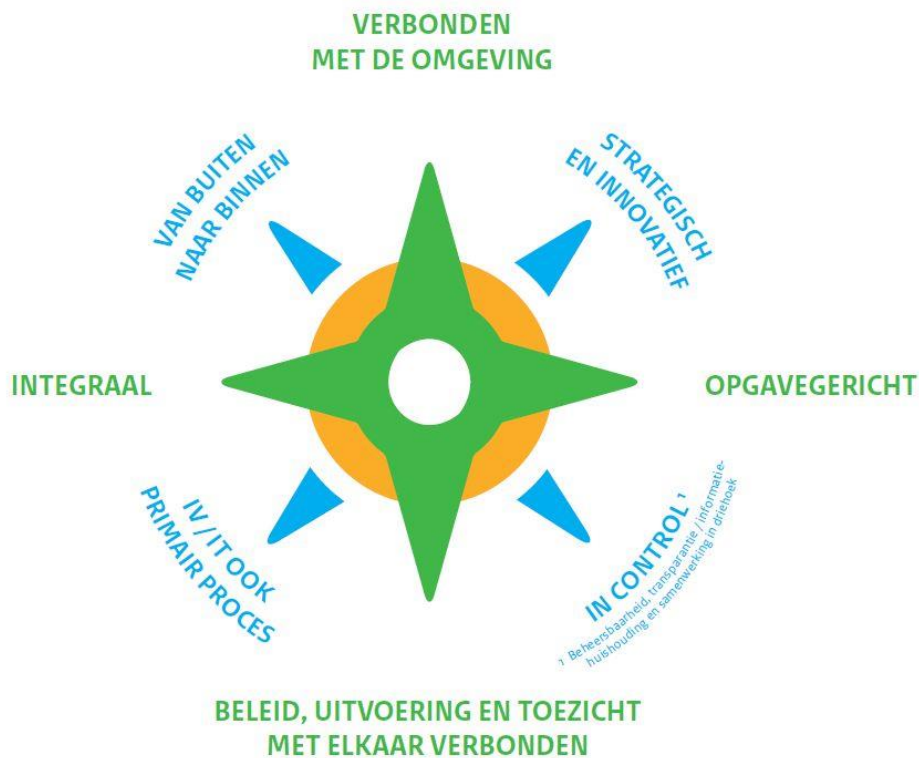 VERBONDEN
MET DE OMGEVING
VAN BUITEN
NAAR BINNEN
STRATEGISCH
EN INNOVATIEF
INTEGRAAL
OPGAVEGERICHT
IV / IT OOK
PRIMAIR PROCES
IN CONTROL ¹
¹ Beheersbaarheid, transparantie / informatie-
huishouding en samenwerking in driehoek
BELEID, UITVOERING EN TOEZICHT
MET ELKAAR VERBONDEN